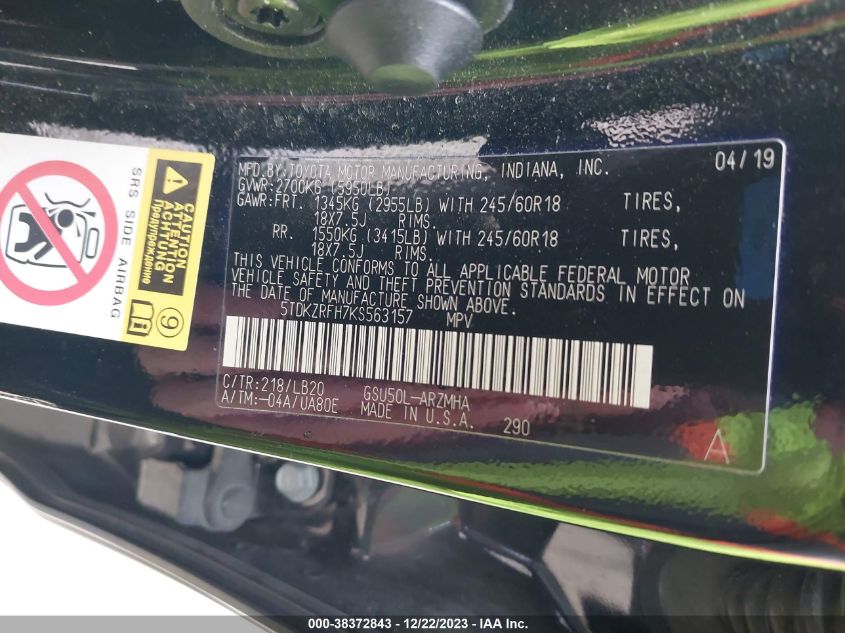 MFD.BY:TOYOTA MOTOR MANUFACTURING, INDIANA, INC. 04/19
GVWR:2700KG (5950LB)
GAWR:FRT. 1345KG (2955LB) WITH 245/60R18 TIRES,
18X7.5J RIMS.
RR. 1550KG (3415LB) WITH 245/60R18 TIRES,
18X7.5J RIMS.
THIS VEHICLE CONFORMS TO ALL APPLICABLE FEDERAL MOTOR
VEHICLE SAFETY AND THEFT PREVENTION STANDARDS IN EFFECT ON
THE DATE OF MANUFACTURE SHOWN ABOVE.
5TDKZRFH7KS563157 MPV
C/TR:218/LB20 GSU50L-ARZMHA
A/TM:-04A/UA80E MADE IN U.S.A. 290
A
SRS SIDE AIRBAG
CAUTION
ATTENTION
ACHTUNG
Предупреждение
9
000-38372843 - 12/22/2023 - IAA Inc.